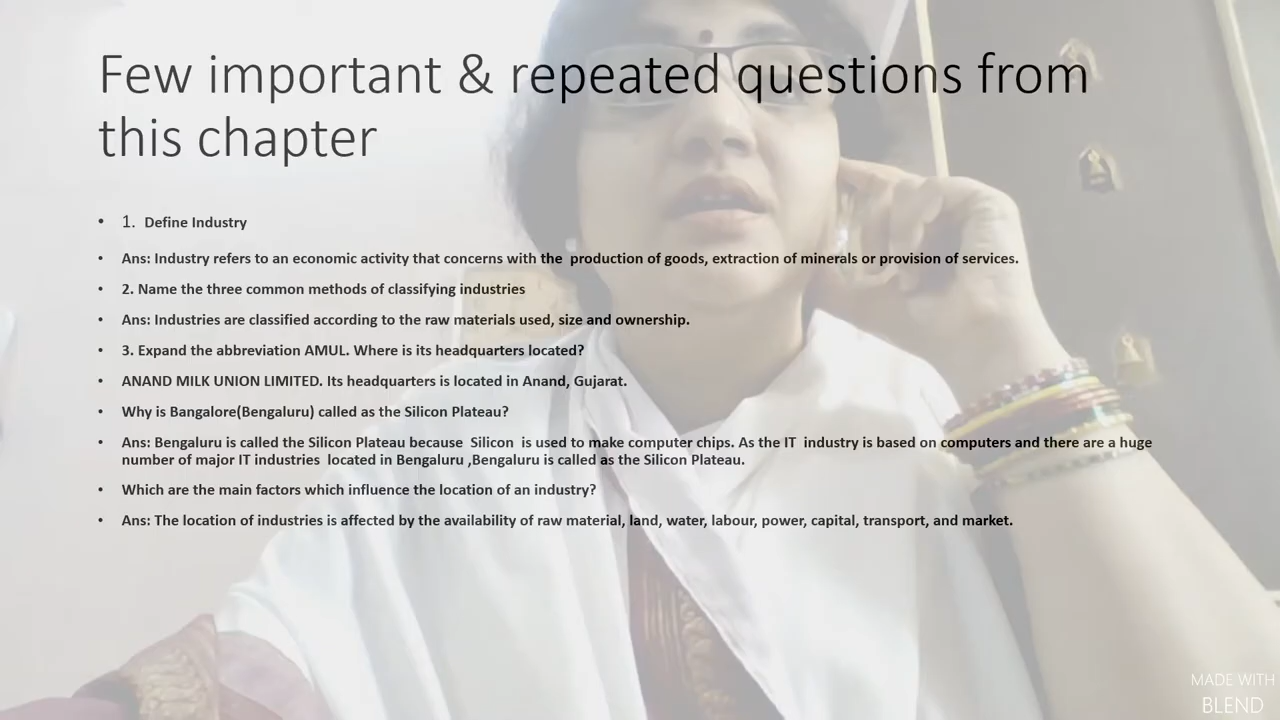 Few important & repeated questions from
this chapter
• 1. Define Industry
• Ans: Industry refers to an economic activity that concerns with the  production of goods, extraction of minerals or provision of services.
• 2. Name the three common methods of classifying industries
• Ans: Industries are classified according to the raw materials used, size and ownership.
• 3. Expand the abbreviation AMUL. Where is its headquarters located?
• ANAND MILK UNION LIMITED. Its headquarters is located in Anand, Gujarat.
• Why is Bangalore(Bengaluru) called as the Silicon Plateau?
• Ans: Bengaluru is called the Silicon Plateau because  Silicon  is used to make computer chips. As the IT  industry is based on computers and there are a huge
number of major IT industries  located in Bengaluru ,Bengaluru is called as the Silicon Plateau.
• Which are the main factors which influence the location of an industry?
• Ans: The location of industries is affected by the availability of raw material, land, water, labour, power, capital, transport, and market.
MADE WITH
BLEND